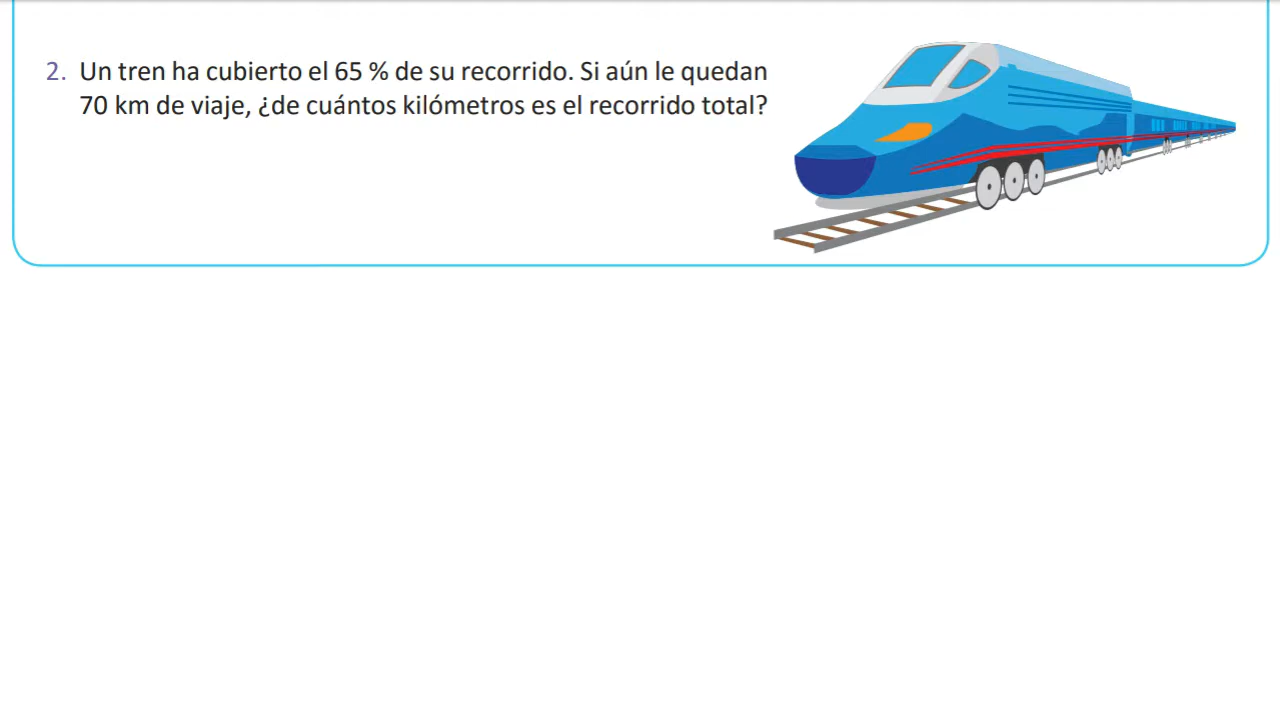 2. Un tren ha cubierto el 65 % de su recorrido. Si aún le quedan
70 km de viaje, ¿de cuántos kilómetros es el recorrido total?